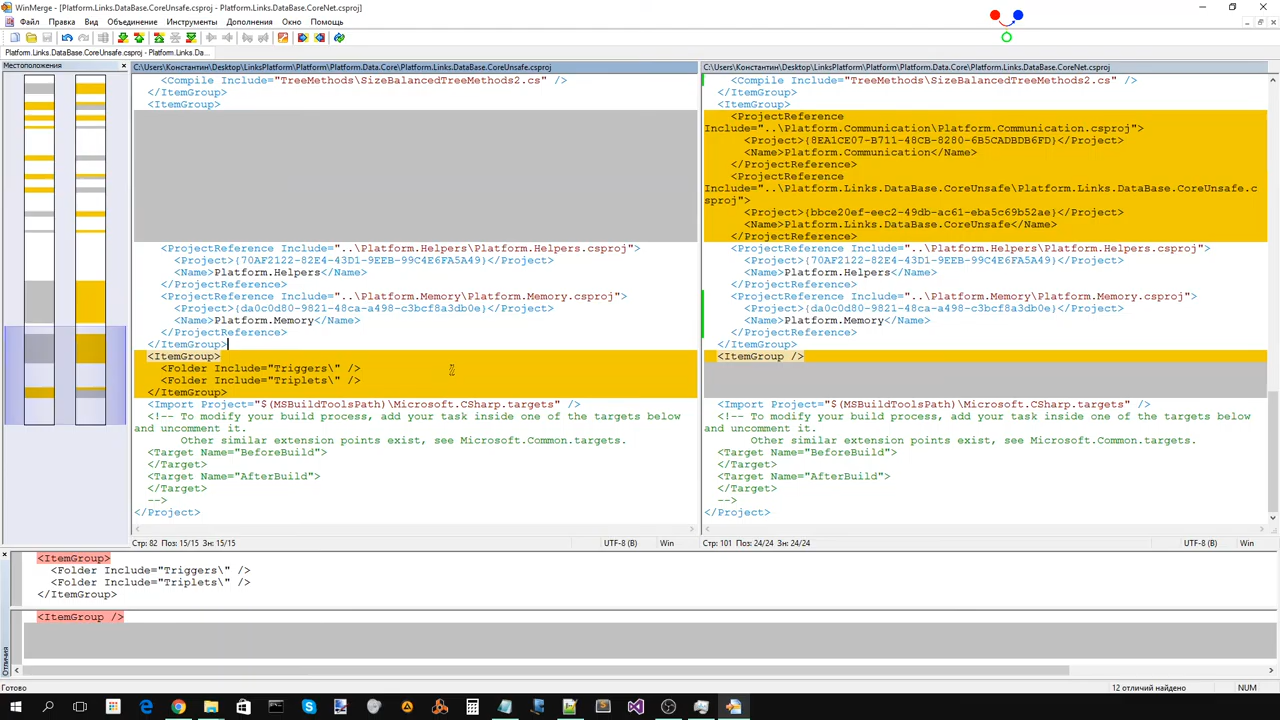 WinMerge - [Platform.Links.DataBase.CoreUnsafe.csproj - Platform.Links.DataBase.CoreNet.csproj]
Файл Правка Вид Объединение Инструменты Дополнения Окно Помощь
Platform.Links.DataBase.CoreUnsafe.csproj - Platform.Links.Da...
Местоположения
C:\Users\Константин\Desktop\LinksPlatform\Platform\Platform.Data.Core\Platform.Links.DataBase.CoreUnsafe.csproj
<Compile Include="TreeMethods\SizeBalancedTreeMethods2.cs" />
</ItemGroup>
<ItemGroup>
<ProjectReference Include="..\Platform.Helpers\Platform.Helpers.csproj">
<Project>{70AF2122-82E4-43D1-9EEB-99C4E6FA5A49}</Project>
<Name>Platform.Helpers</Name>
</ProjectReference>
<ProjectReference Include="..\Platform.Memory\Platform.Memory.csproj">
<Project>{da0c0d80-9821-48ca-a498-c3bcf8a3db0e}</Project>
<Name>Platform.Memory</Name>
</ProjectReference>
</ItemGroup>
<ItemGroup>
<Folder Include="Triggers\" />
<Folder Include="Triplets\" />
</ItemGroup>
<Import Project="$(MSBuildToolsPath)\Microsoft.CSharp.targets" />
<!-- To modify your build process, add your task inside one of the targets below
and uncomment it.
Other similar extension points exist, see Microsoft.Common.targets.
<Target Name="BeforeBuild">
</Target>
<Target Name="AfterBuild">
</Target>
-->
</Project>
C:\Users\Константин\Desktop\LinksPlatform\Platform\Platform.Data.Core\Platform.Links.DataBase.CoreNet.csproj
<Compile Include="TreeMethods\SizeBalancedTreeMethods2.cs" />
</ItemGroup>
<ItemGroup>
<ProjectReference
Include="..\Platform.Communication\Platform.Communication.csproj">
<Project>{8EA1CE07-B711-48CB-8280-6B5CADBDB6FD}</Project>
<Name>Platform.Communication</Name>
</ProjectReference>
<ProjectReference
Include="..\Platform.Links.DataBase.CoreUnsafe\Platform.Links.DataBase.CoreUnsafe.c
sproj">
<Project>{bbce20ef-eec2-49db-ac61-eba5c69b52ae}</Project>
<Name>Platform.Links.DataBase.CoreUnsafe</Name>
</ProjectReference>
<ProjectReference Include="..\Platform.Helpers\Platform.Helpers.csproj">
<Project>{70AF2122-82E4-43D1-9EEB-99C4E6FA5A49}</Project>
<Name>Platform.Helpers</Name>
</ProjectReference>
<ProjectReference Include="..\Platform.Memory\Platform.Memory.csproj">
<Project>{da0c0d80-9821-48ca-a498-c3bcf8a3db0e}</Project>
<Name>Platform.Memory</Name>
</ProjectReference>
</ItemGroup>
<ItemGroup />
<Import Project="$(MSBuildToolsPath)\Microsoft.CSharp.targets" />
<!-- To modify your build process, add your task inside one of the targets below
and uncomment it.
Other similar extension points exist, see Microsoft.Common.targets.
<Target Name="BeforeBuild">
</Target>
<Target Name="AfterBuild">
</Target>
-->
</Project>
Стр: 82 Поз: 15/15 Зн: 15/15 UTF-8 (B) Win
Стр: 101 Поз: 24/24 Зн: 24/24 UTF-8 (B) Win
<ItemGroup>
<Folder Include="Triggers\" />
<Folder Include="Triplets\" />
</ItemGroup>
<ItemGroup />
Отличия
Готово 12 отличий найдено NUM